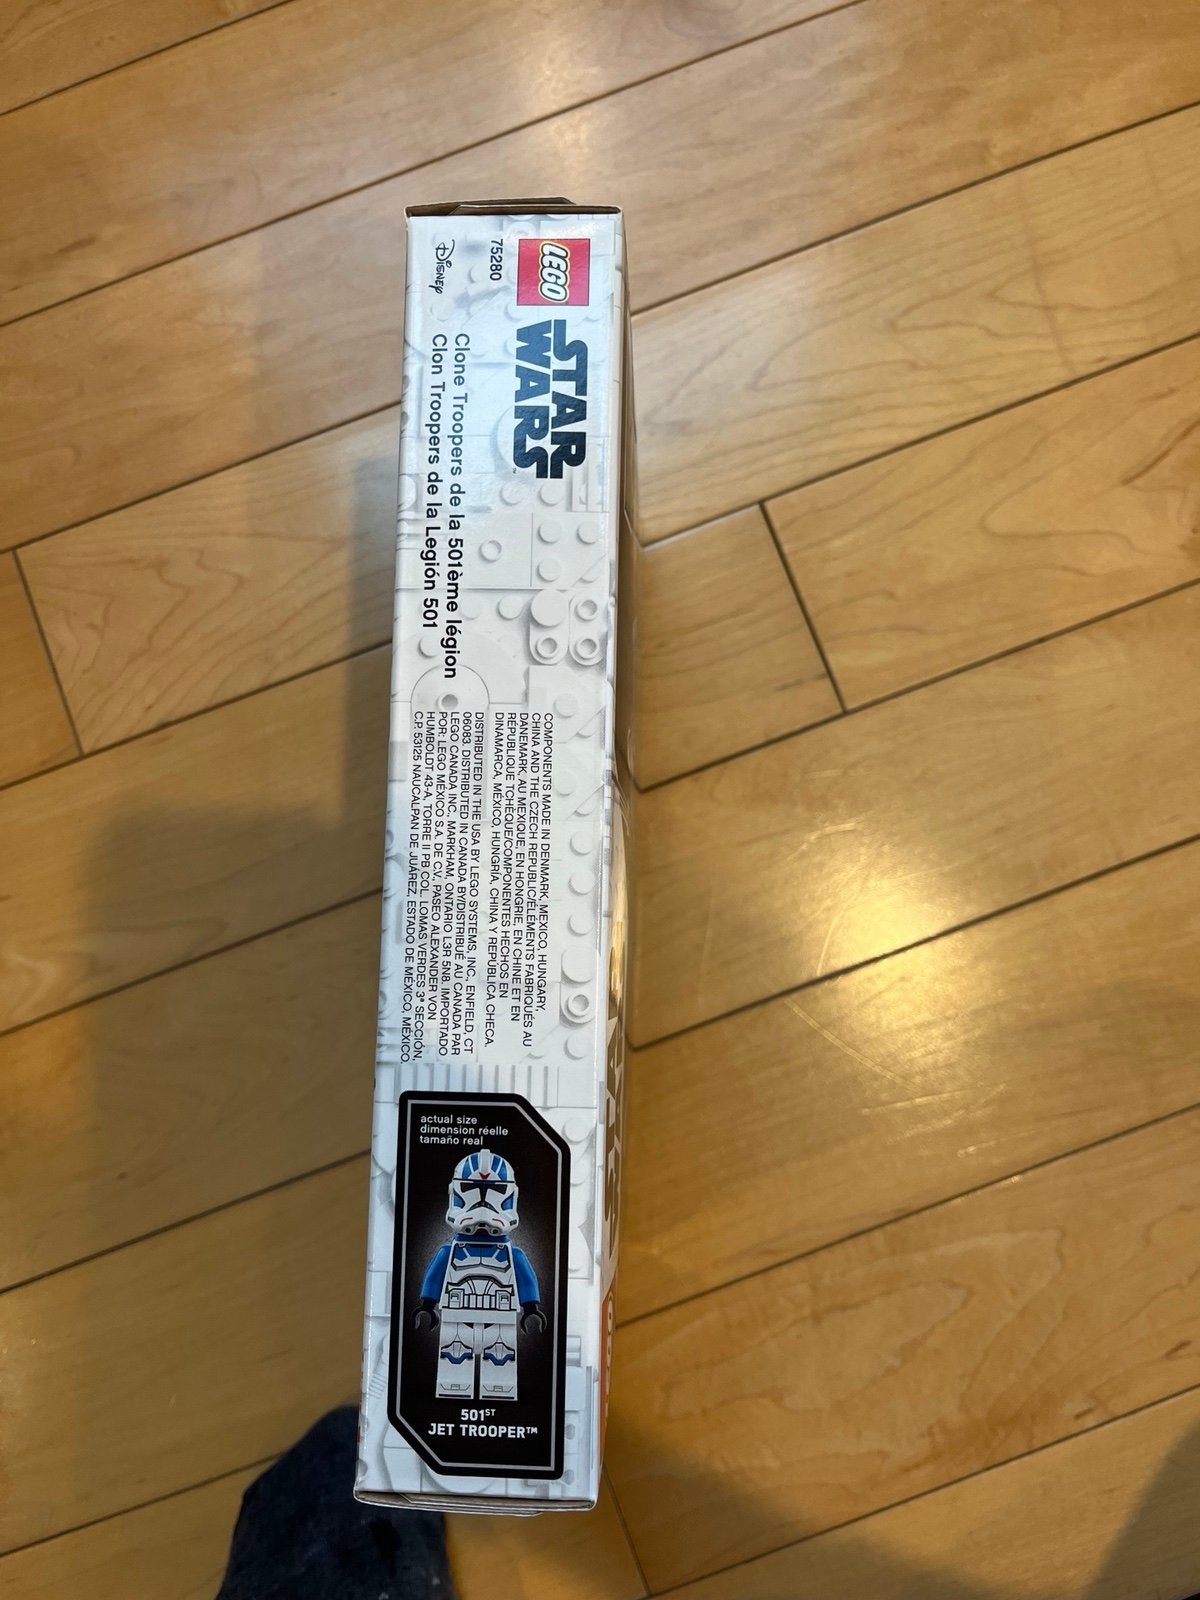 LEGO
STAR
WARS™
75280
Disney
Clone Troopers de la 501ème légion
Clon Troopers de la Legión 501
COMPONENTS MADE IN DENMARK, MEXICO, HUNGARY,
CHINA AND THE CZECH REPUBLIC/ÉLÉMENTS FABRIQUÉS AU
DANEMARK, AU MEXIQUE, EN HONGRIE, EN CHINE ET EN
RÉPUBLIQUE TCHÈQUE/COMPONENTES HECHOS EN
DINAMARCA, MÉXICO, HUNGRÍA, CHINA Y REPÚBLICA CHECA.
DISTRIBUTED IN THE USA BY LEGO SYSTEMS, INC., ENFIELD, CT
06083. DISTRIBUTED IN CANADA BY/DISTRIBUÉ AU CANADA PAR
LEGO CANADA INC., MARKHAM, ONTARIO L3R 5N8. IMPORTADO
POR: LEGO MÉXICO S.A. DE C.V., PASEO ALEXANDER VON
HUMBOLDT 43-A, TORRE II PB COL. LOMAS VERDES 3ª SECCIÓN,
C.P. 53125 NAUCALPAN DE JUÁREZ, ESTADO DE MÉXICO, MÉXICO.
actual size
dimension réelle
tamaño real
501ST
JET TROOPER™